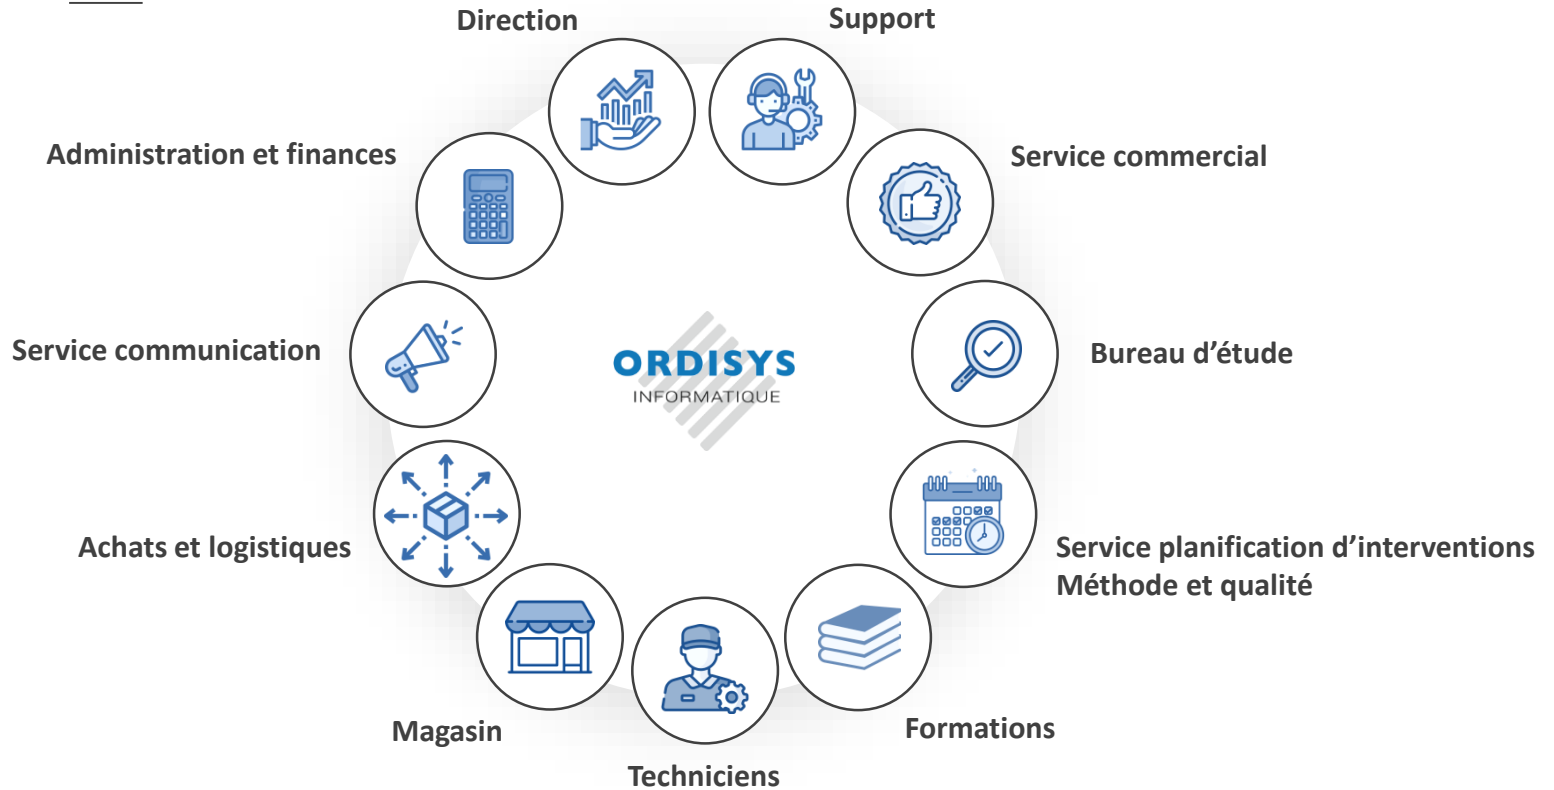 Direction
Support
Administration et finances
Service commercial
Service communication
ORDISYS
INFORMATIQUE
Bureau d’étude
Achats et logistiques
Service planification d’interventions
Méthode et qualité
Magasin
Formations
Techniciens